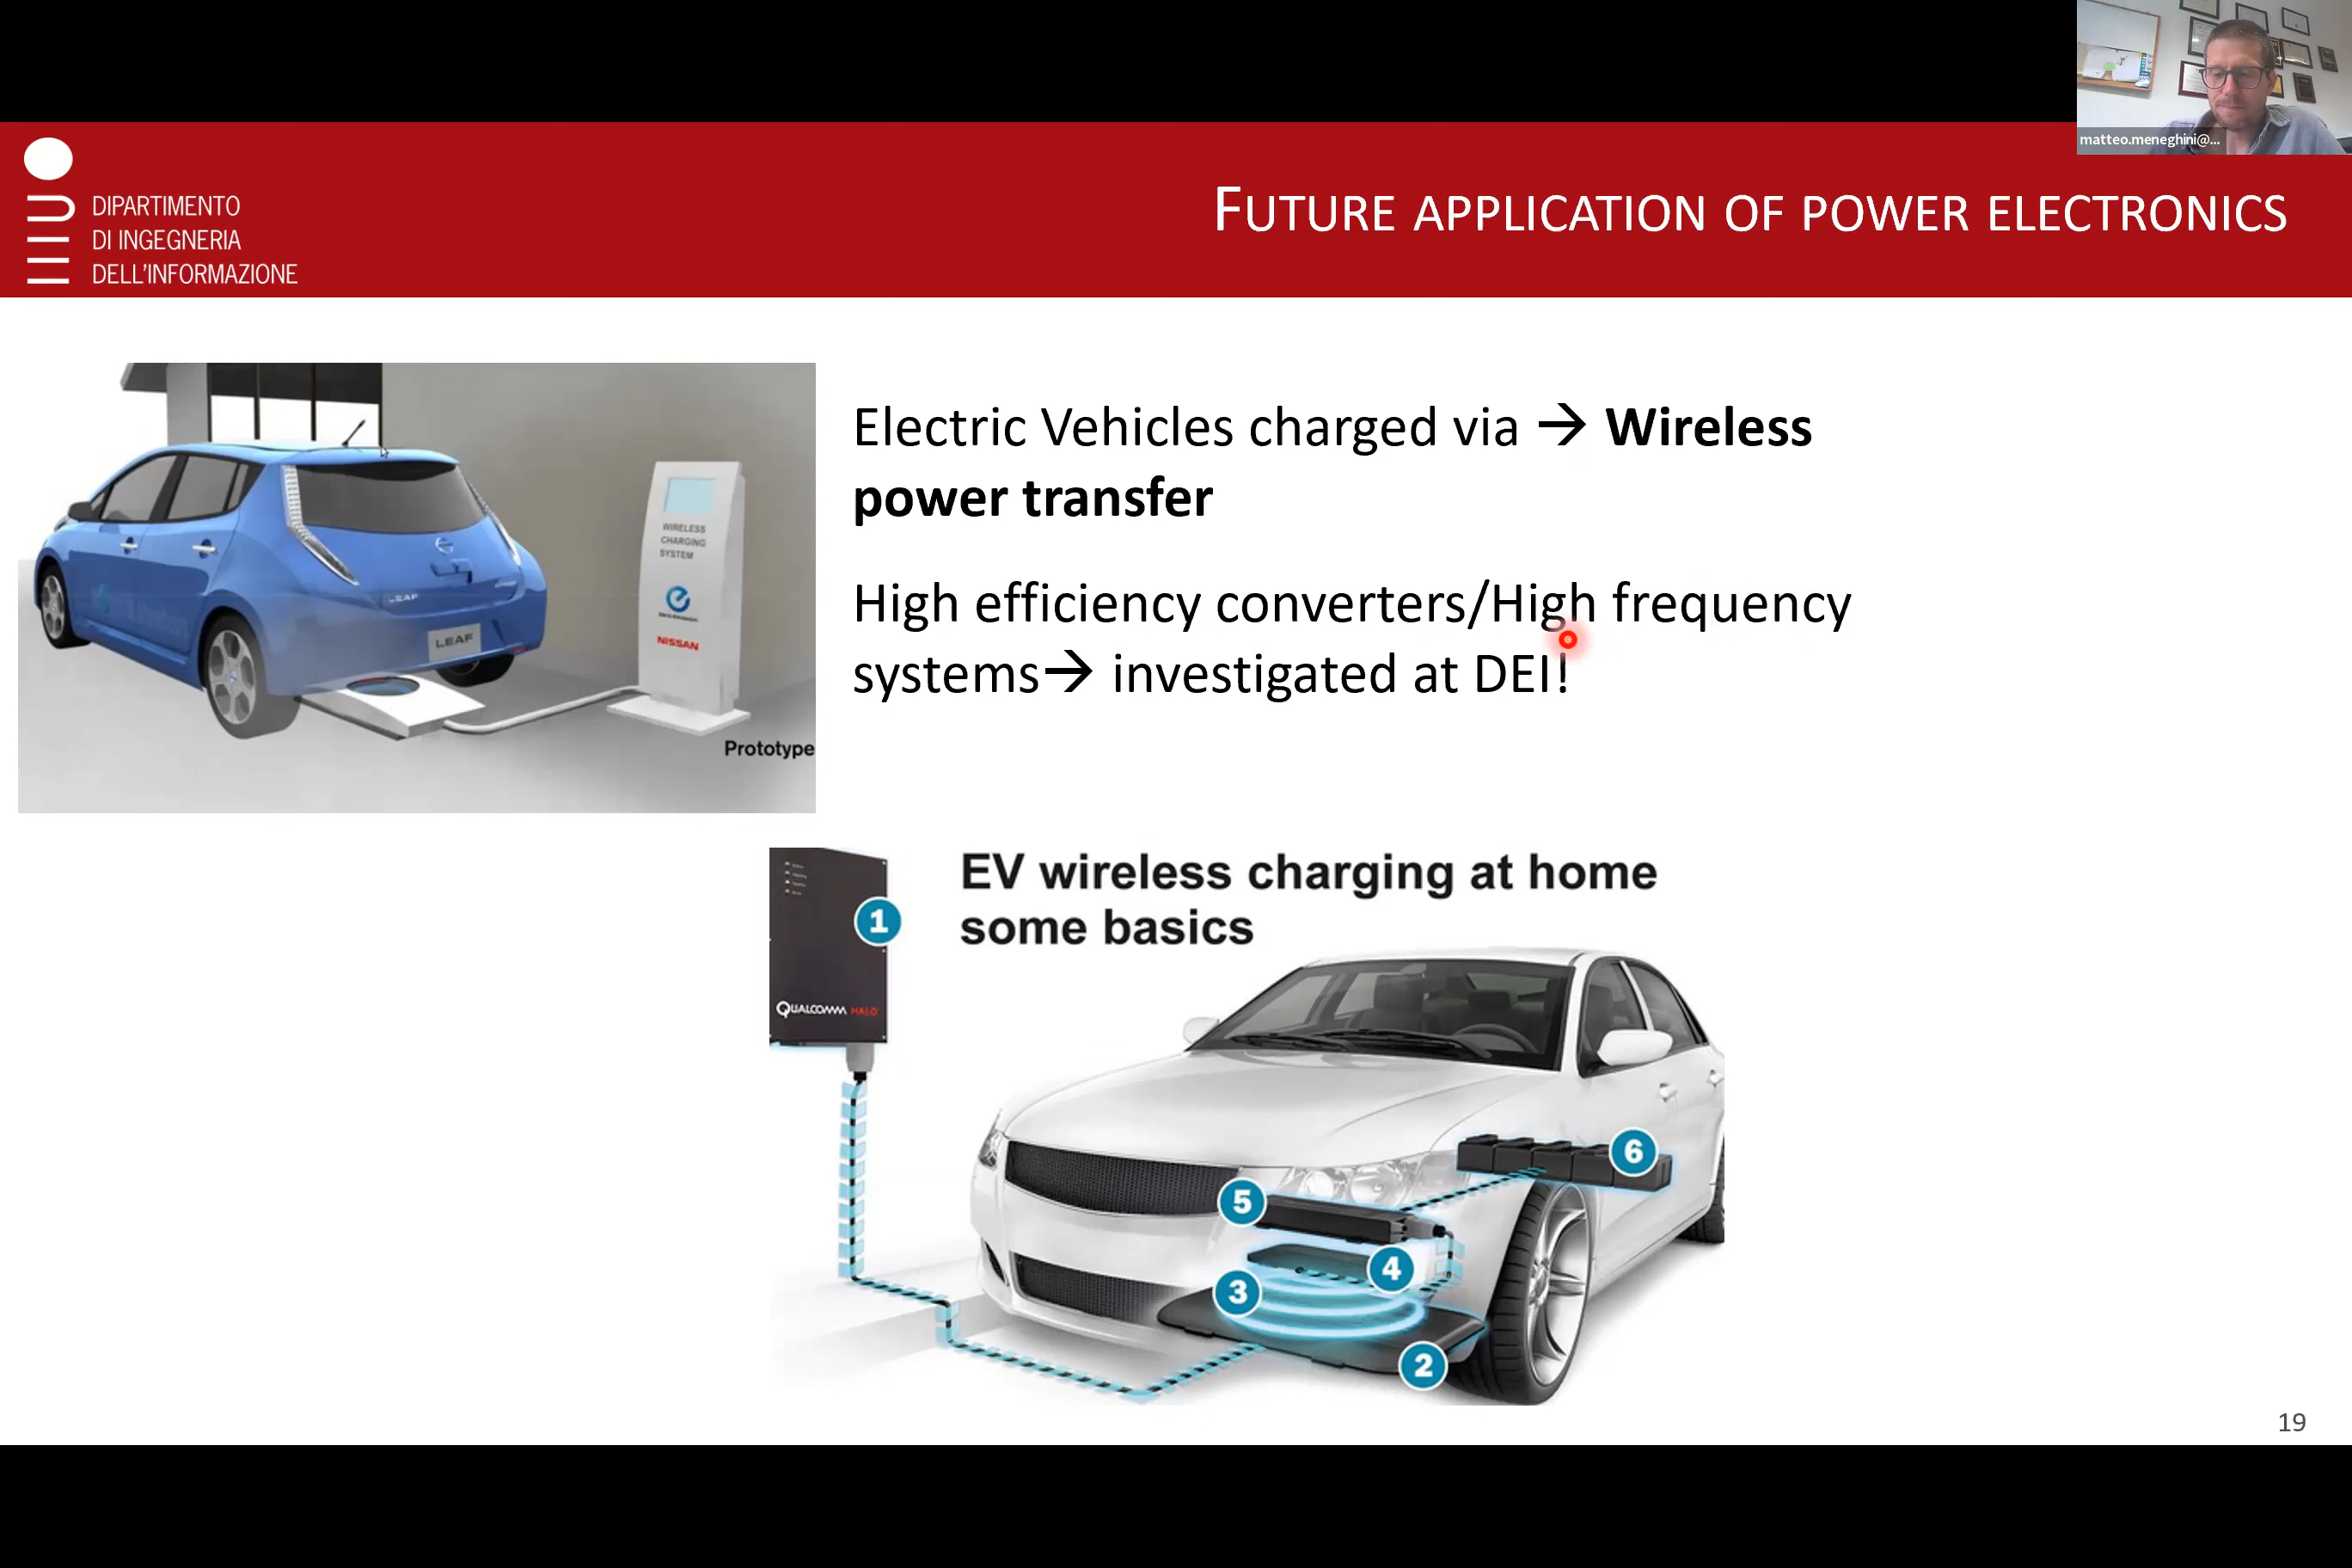 matteo.meneghini@...
DIPARTIMENTO
DI INGEGNERIA
DELL'INFORMAZIONE
FUTURE APPLICATION OF POWER ELECTRONICS
WIRELESS
CHARGING
SYSTEM
NISSAN
LEAF
LEAF
Prototype
Electric Vehicles charged via → Wireless
power transfer
High efficiency converters/High frequency
systems→ investigated at DEI!
EV wireless charging at home
some basics
1
QUALCOMM HALO
6
5
4
3
2
19